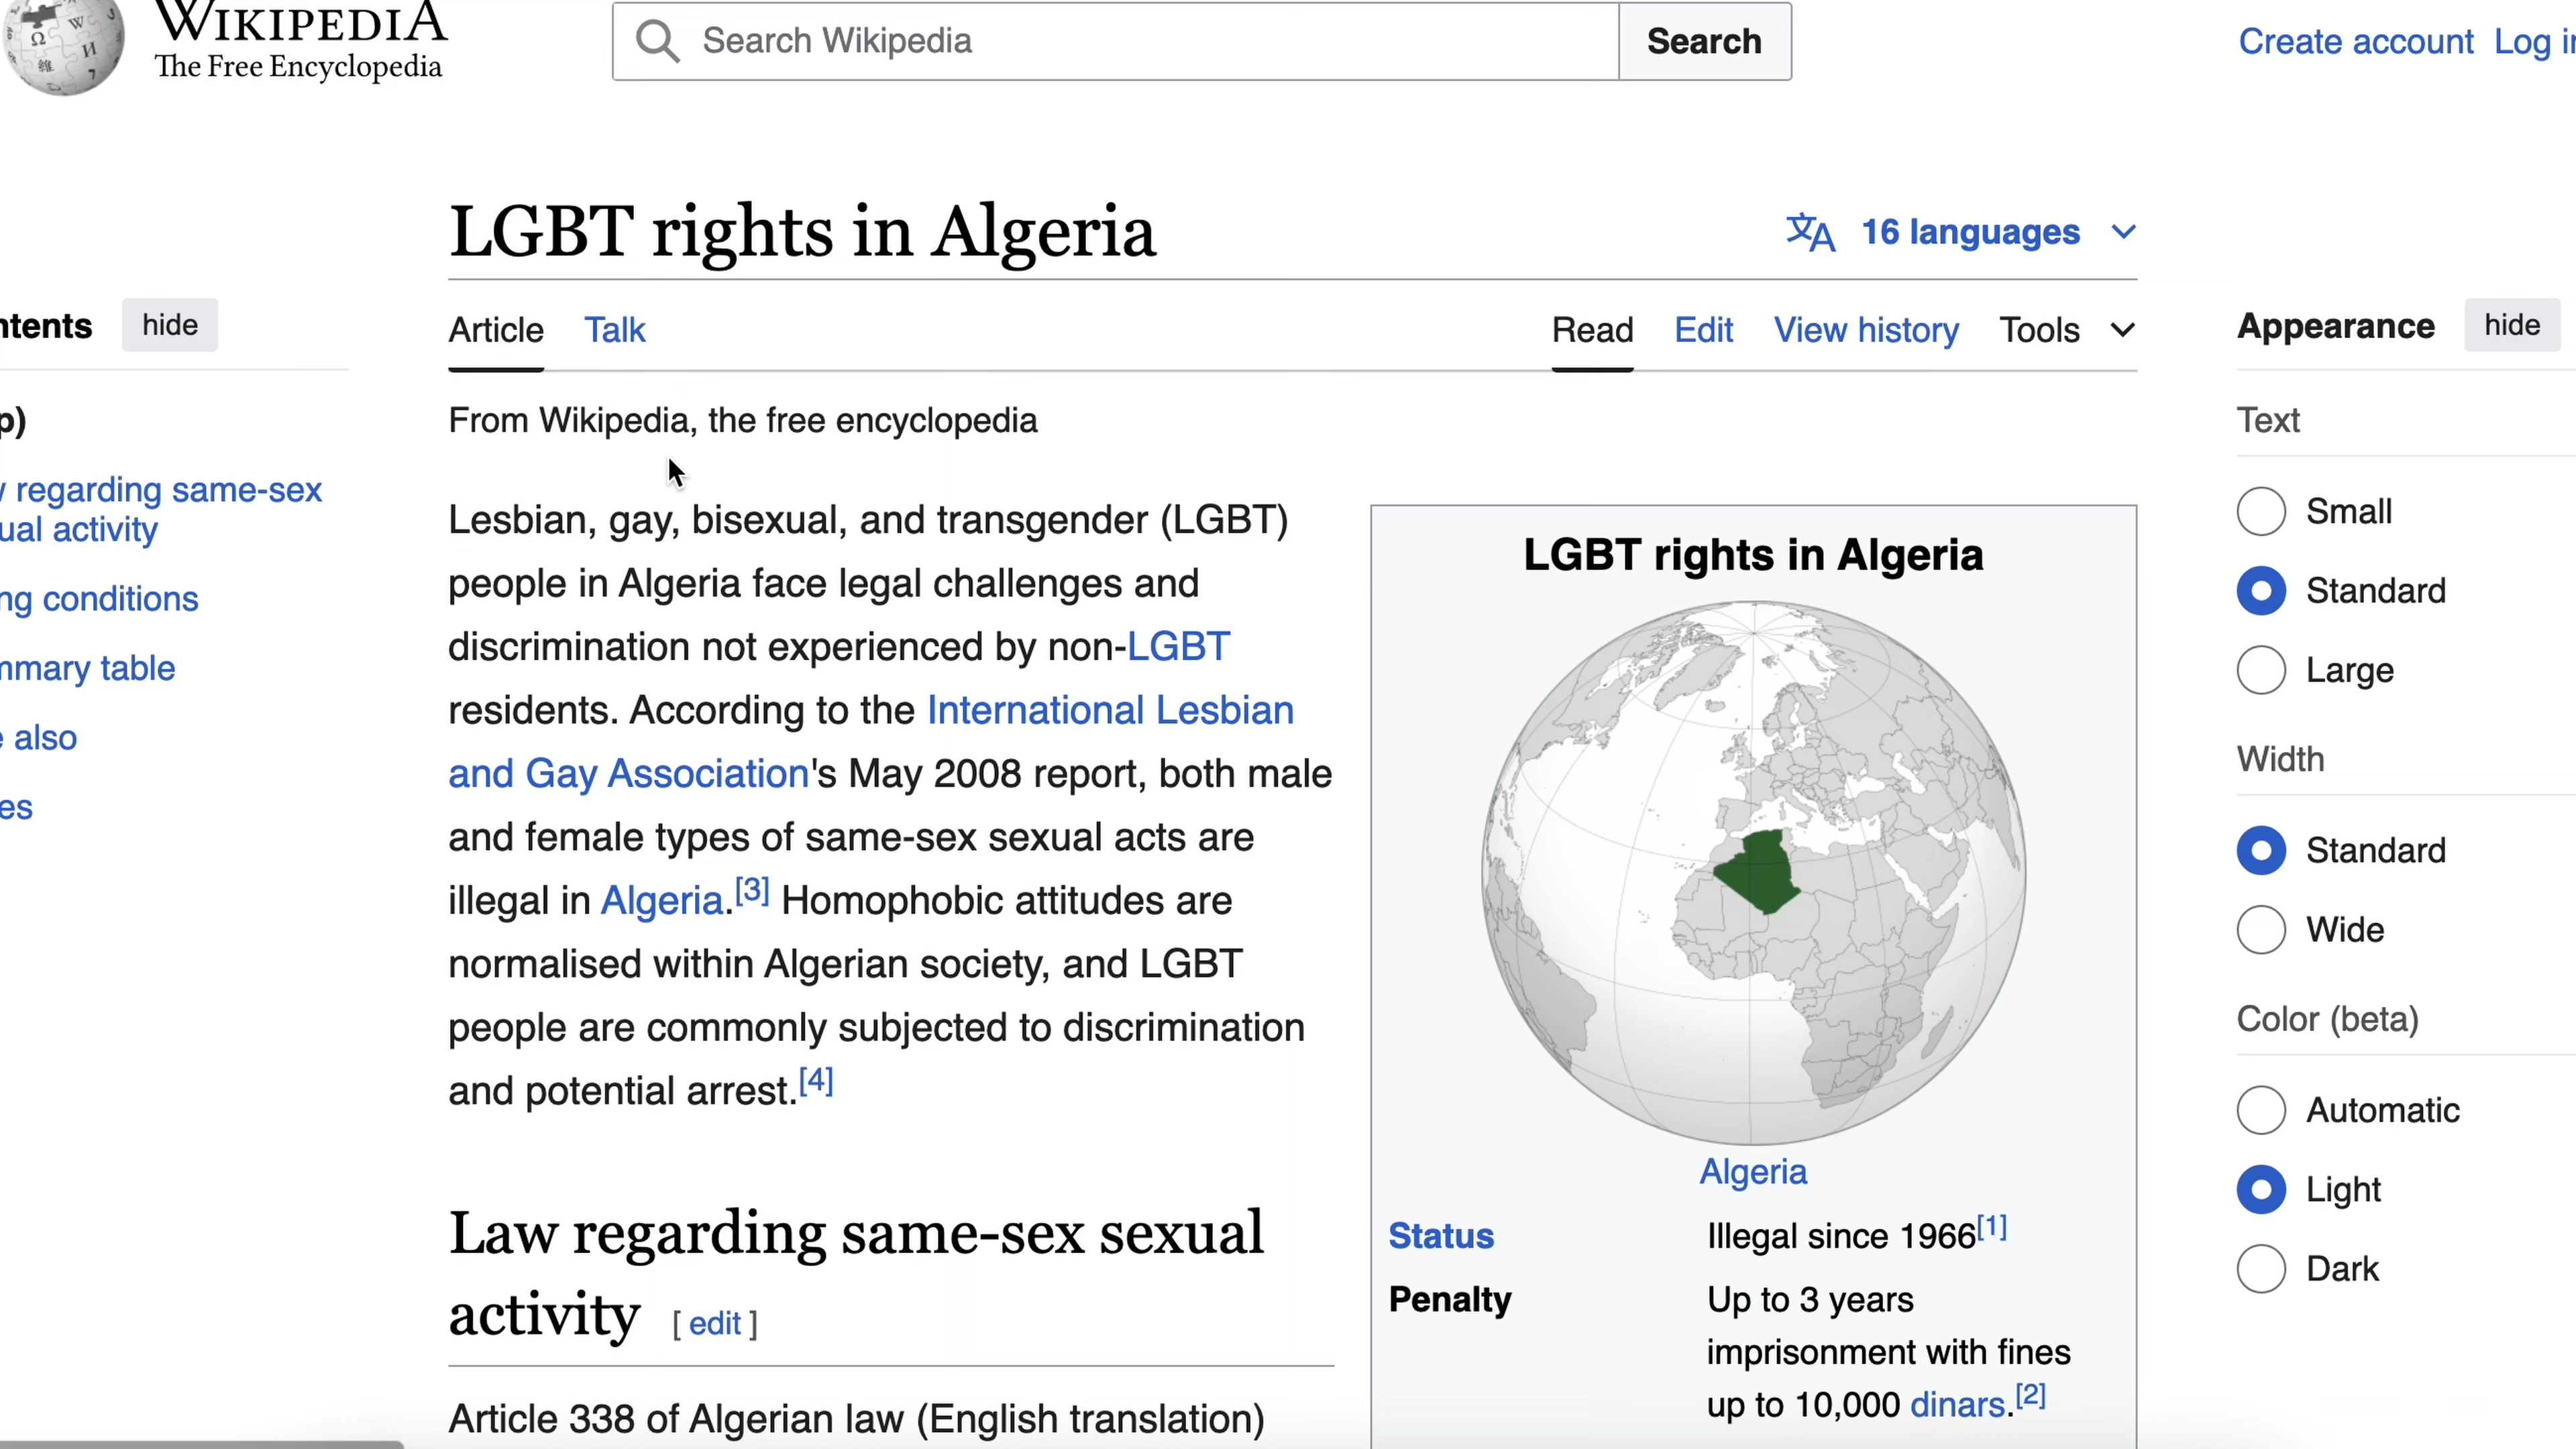 WIKIPEDIA
The Free Encyclopedia
Search Wikipedia
Search
Create account Log in
LGBT rights in Algeria
16 languages
ntents hide
Article Talk
Read Edit View history Tools
From Wikipedia, the free encyclopedia
p)
regarding same-sex
ual activity
ng conditions
mmary table
also
es
Lesbian, gay, bisexual, and transgender (LGBT)
people in Algeria face legal challenges and
discrimination not experienced by non-LGBT
residents. According to the International Lesbian
and Gay Association's May 2008 report, both male
and female types of same-sex sexual acts are
illegal in Algeria.[3] Homophobic attitudes are
normalised within Algerian society, and LGBT
people are commonly subjected to discrimination
and potential arrest.[4]
Law regarding same-sex sexual
activity [ edit ]
Article 338 of Algerian law (English translation)
LGBT rights in Algeria
Algeria
Status Illegal since 1966[1]
Penalty Up to 3 years
imprisonment with fines
up to 10,000 dinars.[2]
Appearance hide
Text
Small
Standard
Large
Width
Standard
Wide
Color (beta)
Automatic
Light
Dark